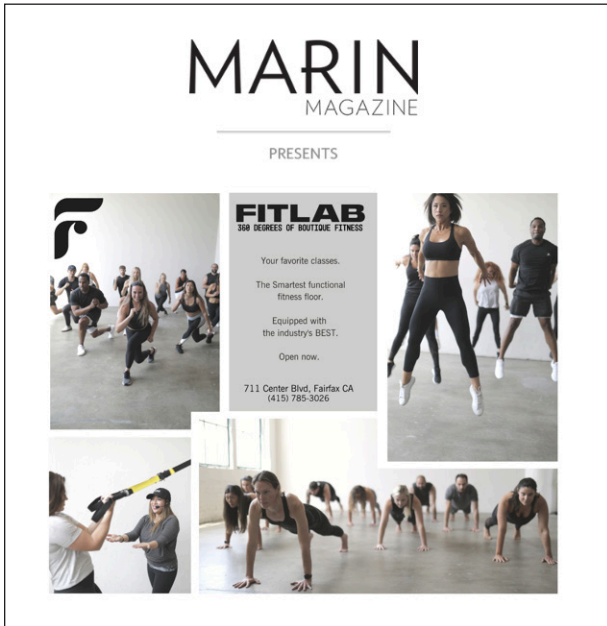 MARIN
MAGAZINE
PRESENTS
FITLAB
360 DEGREES OF BOUTIQUE FITNESS
Your favorite classes.
The Smartest functional
fitness floor.
Equipped with
the industry's BEST.
Open now.
711 Center Blvd, Fairfax CA
(415) 785-3026